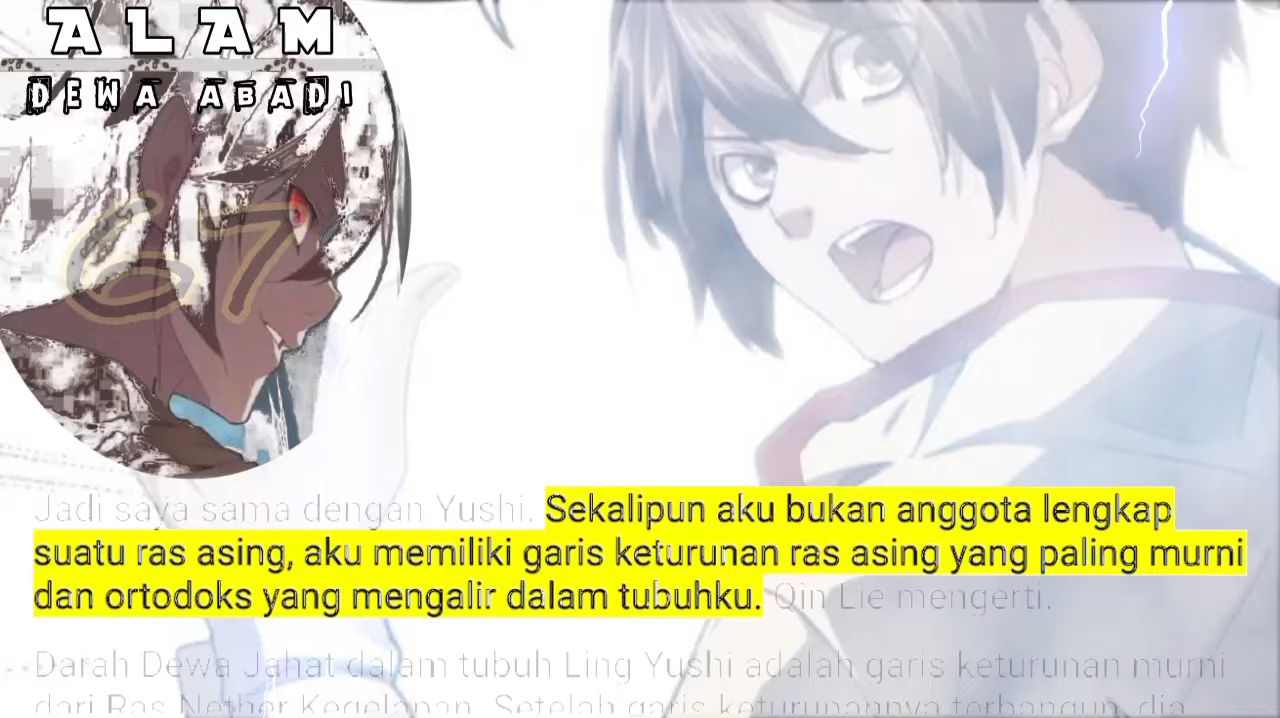 ALAM
DEWA ABADI
67
Jadi saya sama dengan Yushi. Sekalipun aku bukan anggota lengkap
suatu ras asing, aku memiliki garis keturunan ras asing yang paling murni
dan ortodoks yang mengalir dalam tubuhku. Qin Lie mengerti.
Darah Dewa Jahat dalam tubuh Ling Yushi adalah garis keturunan murni
dari Ras Nether Kegelapan. Setelah garis keturunannya terbangun, dia